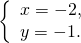 x = −2,
y = −1.